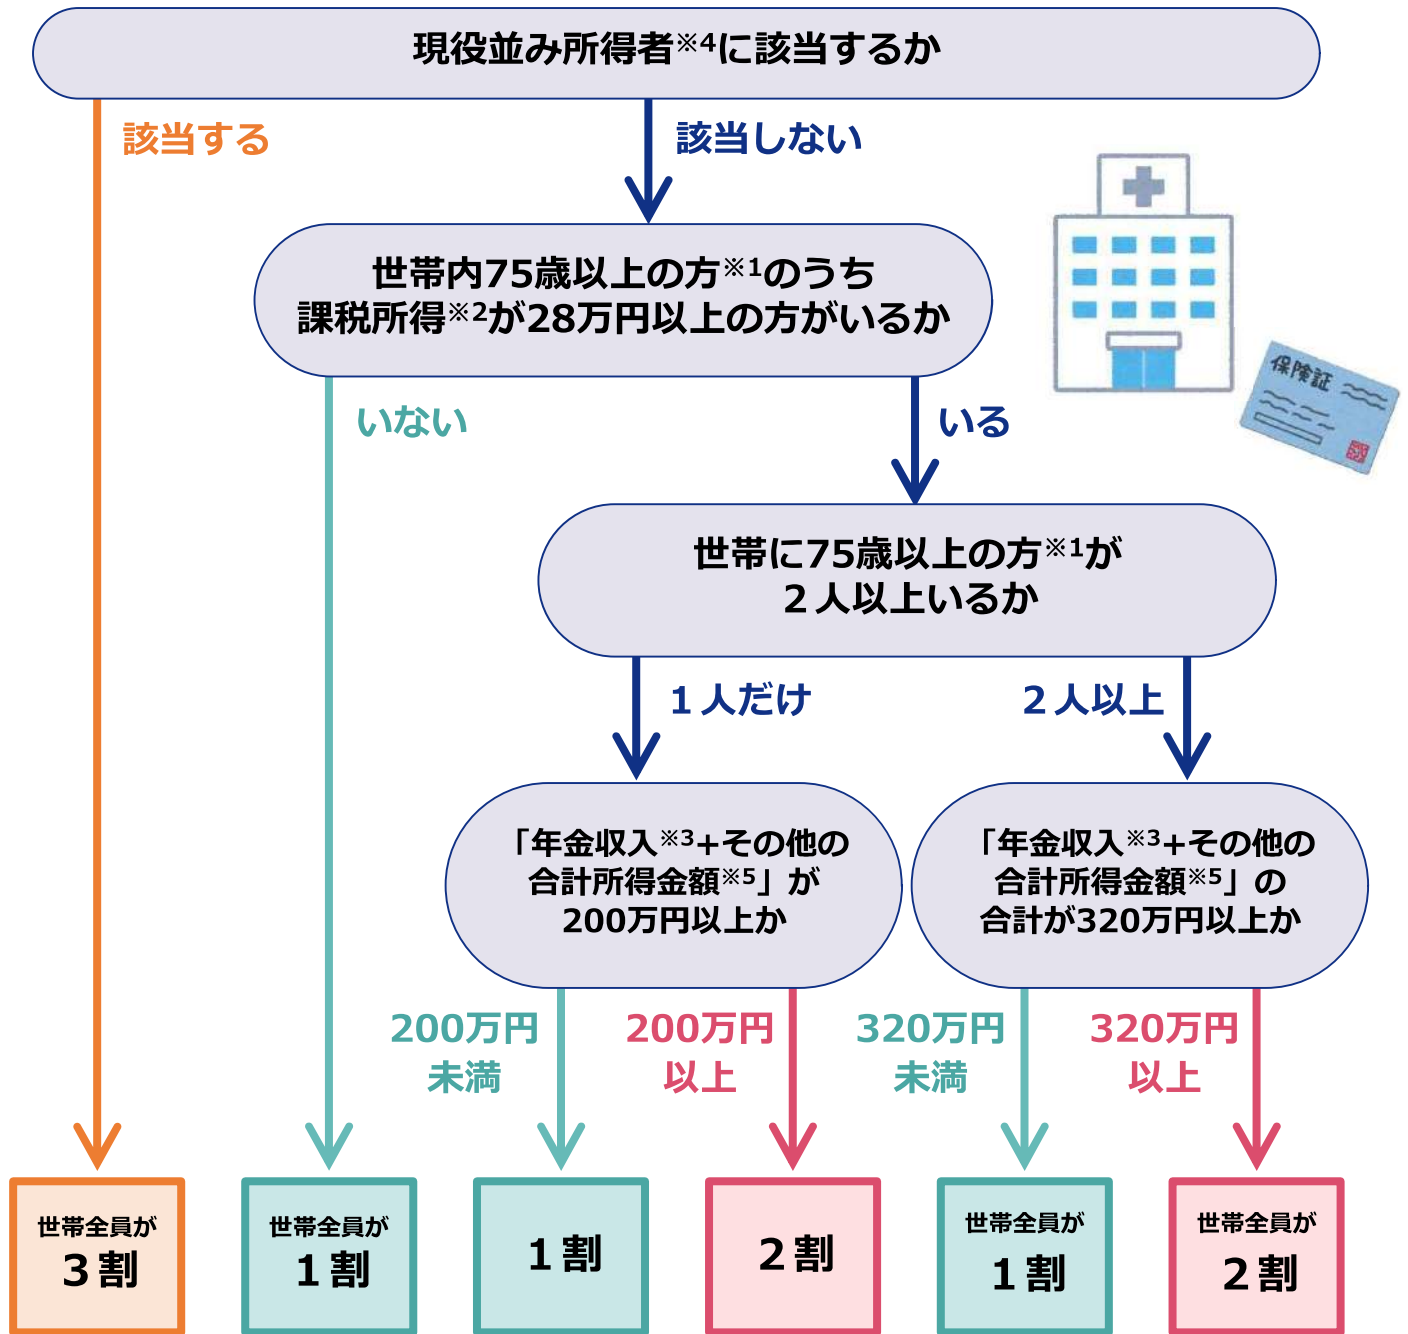 現役並み所得者※4に該当するか
該当する
該当しない
世帯内75歳以上の方※1のうち
課税所得※2が28万円以上の方がいるか
保険証
いない
いる
世帯に75歳以上の方※1が
２人以上いるか
１人だけ
２人以上
「年金収入※3+その他の
合計所得金額※5」が
200万円以上か
「年金収入※3+その他の
合計所得金額※5」の
合計が320万円以上か
200万円
未満
200万円
以上
320万円
未満
320万円
以上
世帯全員が
３割
世帯全員が
１割
１割
２割
世帯全員が
１割
世帯全員が
２割